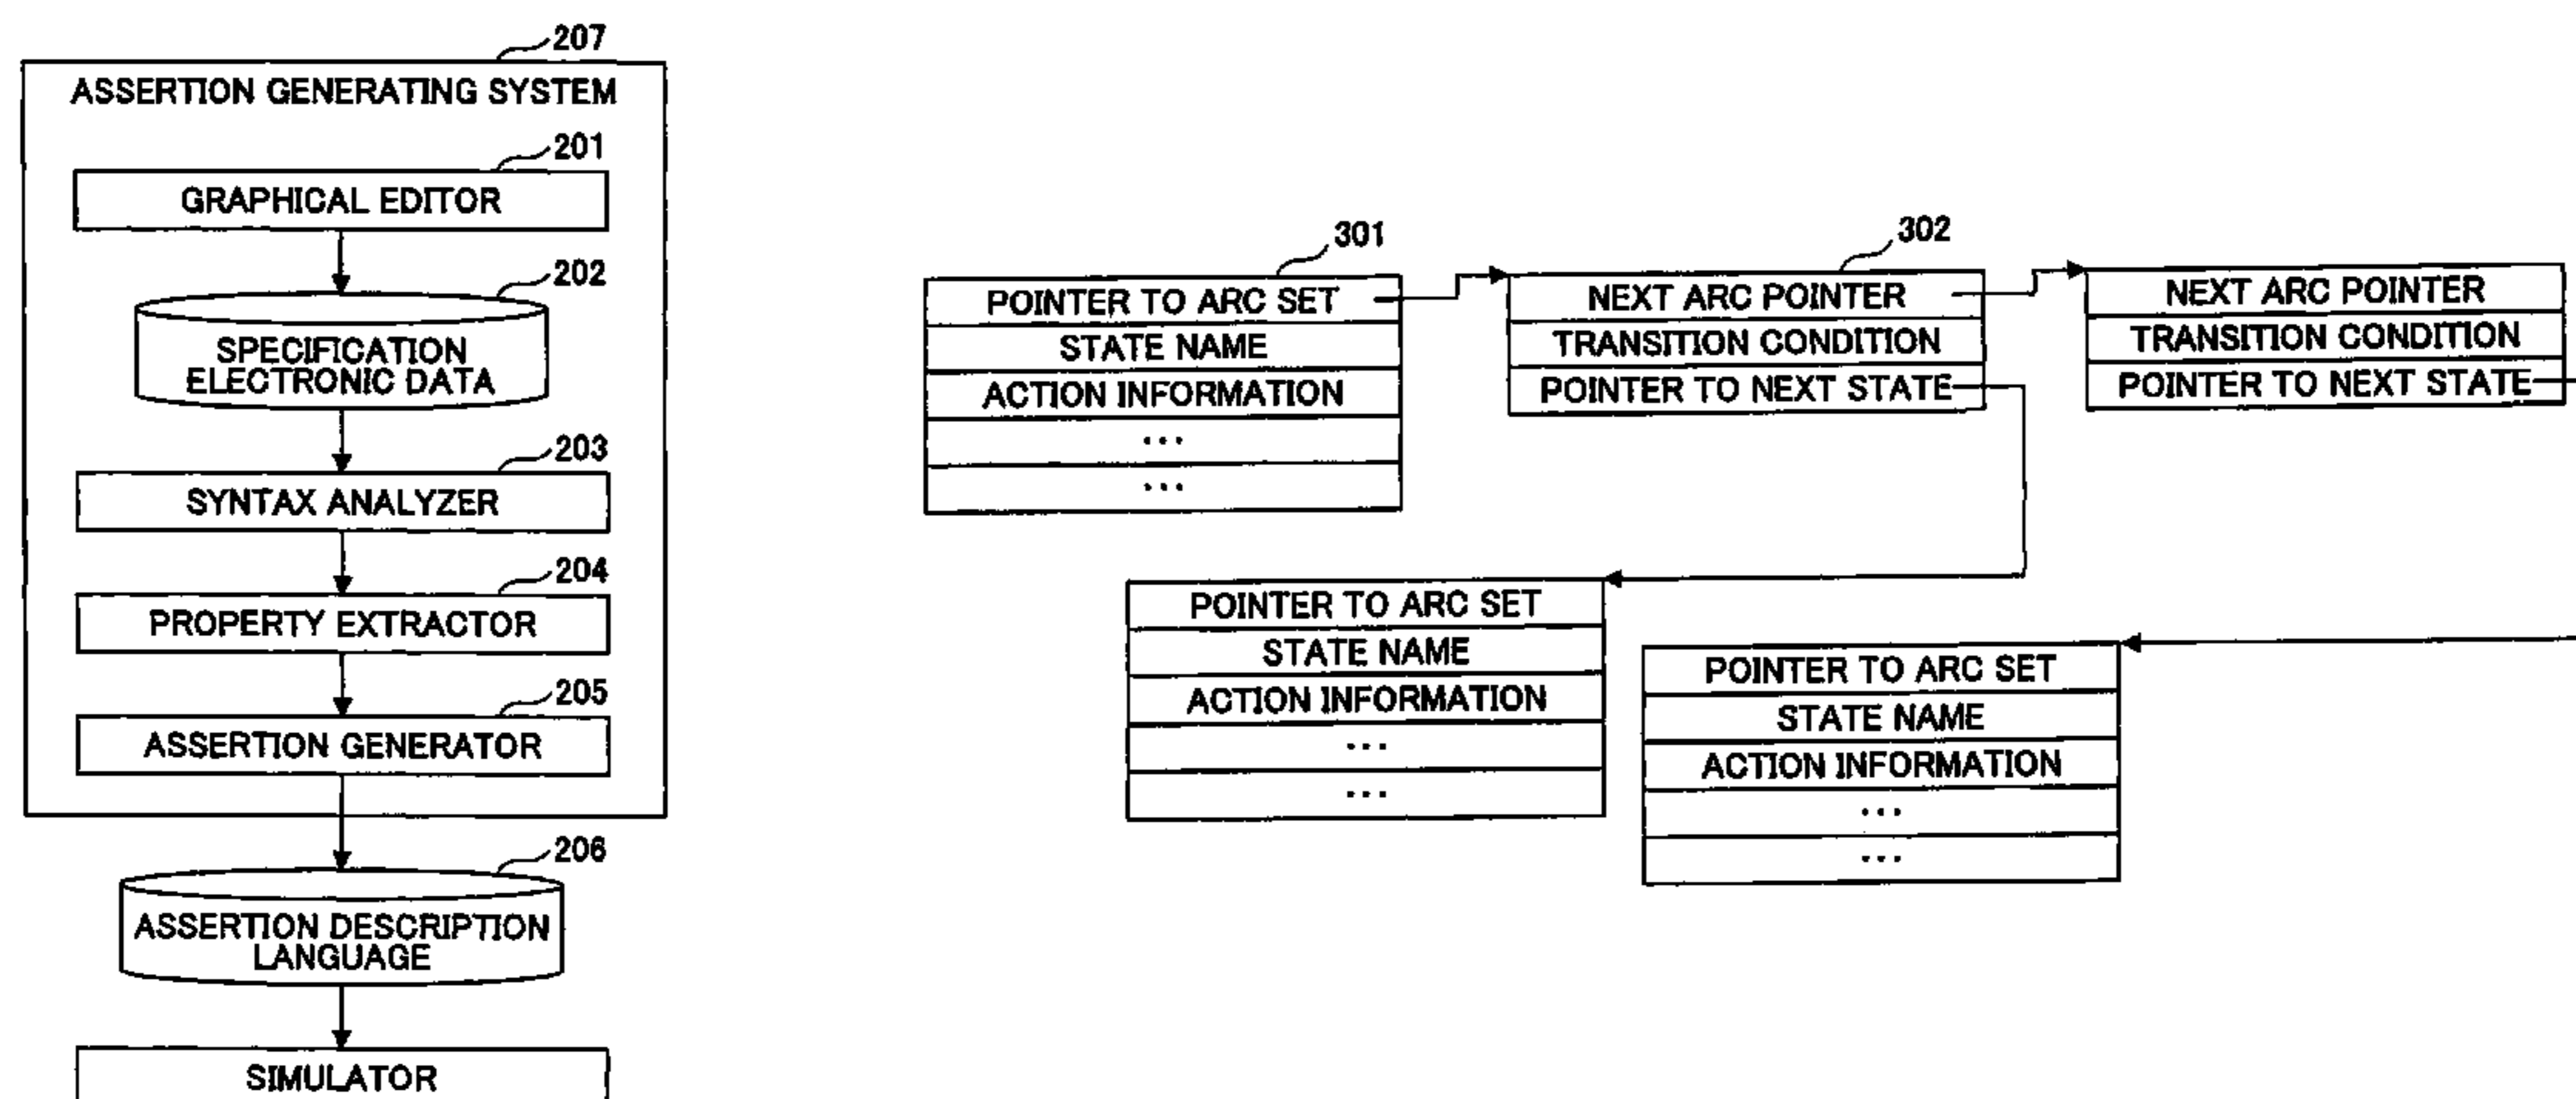 207
ASSERTION GENERATING SYSTEM
201
GRAPHICAL EDITOR
202
SPECIFICATION
ELECTRONIC DATA
203
SYNTAX ANALYZER
204
PROPERTY EXTRACTOR
205
ASSERTION GENERATOR
206
ASSERTION DESCRIPTION
LANGUAGE
SIMULATOR
301
POINTER TO ARC SET
STATE NAME
ACTION INFORMATION
...
...
302
NEXT ARC POINTER
TRANSITION CONDITION
POINTER TO NEXT STATE
NEXT ARC POINTER
TRANSITION CONDITION
POINTER TO NEXT STATE
POINTER TO ARC SET
STATE NAME
ACTION INFORMATION
...
...
POINTER TO ARC SET
STATE NAME
ACTION INFORMATION
...
...